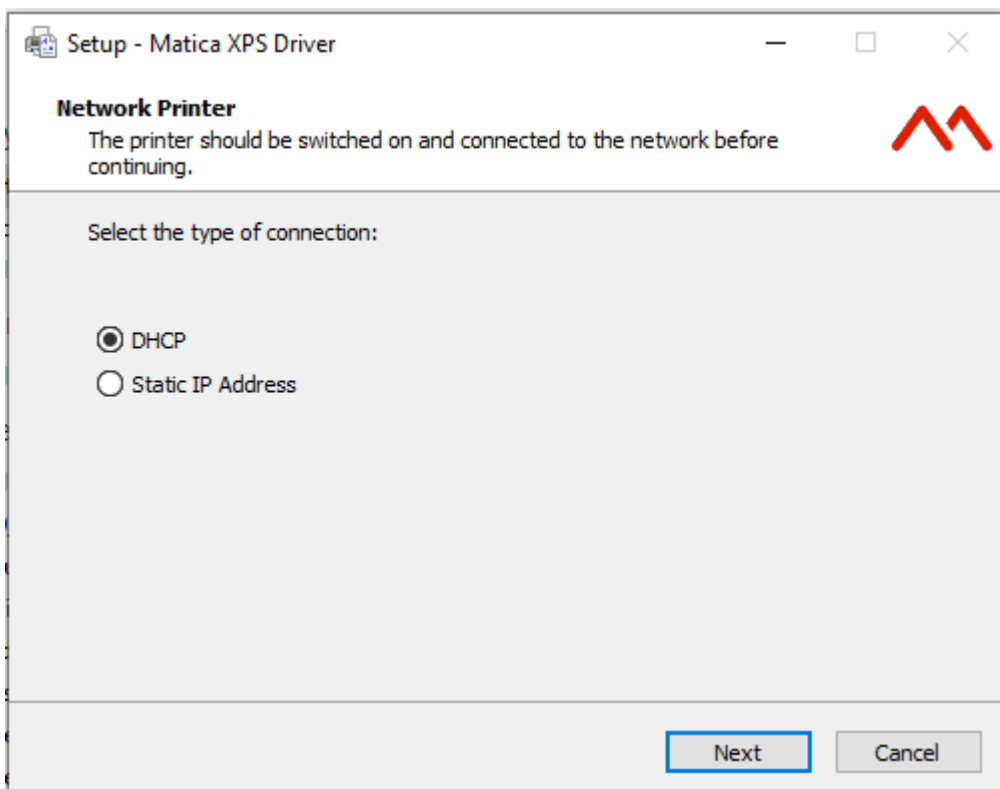 Setup - Matica XPS Driver
Network Printer
The printer should be switched on and connected to the network before
continuing.
Select the type of connection:
DHCP
Static IP Address
Next
Cancel